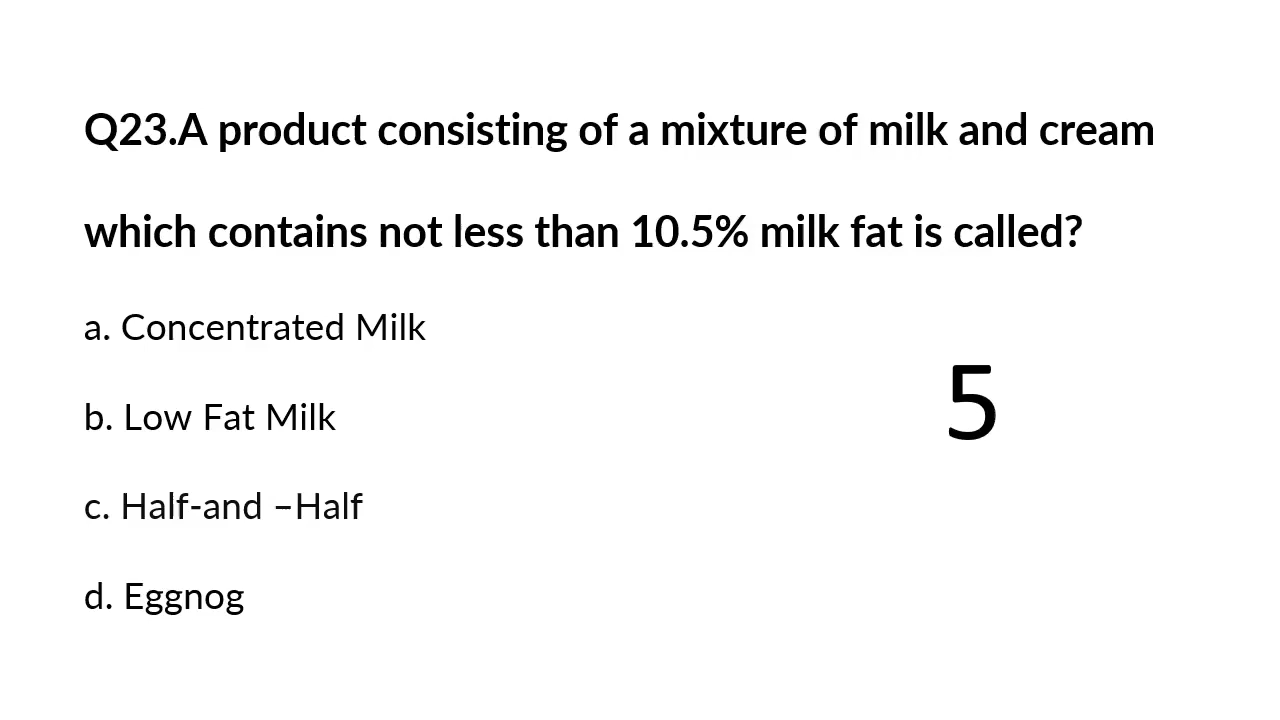 Q23.A product consisting of a mixture of milk and cream
which contains not less than 10.5% milk fat is called?
a. Concentrated Milk
b. Low Fat Milk
c. Half-and –Half
d. Eggnog
5